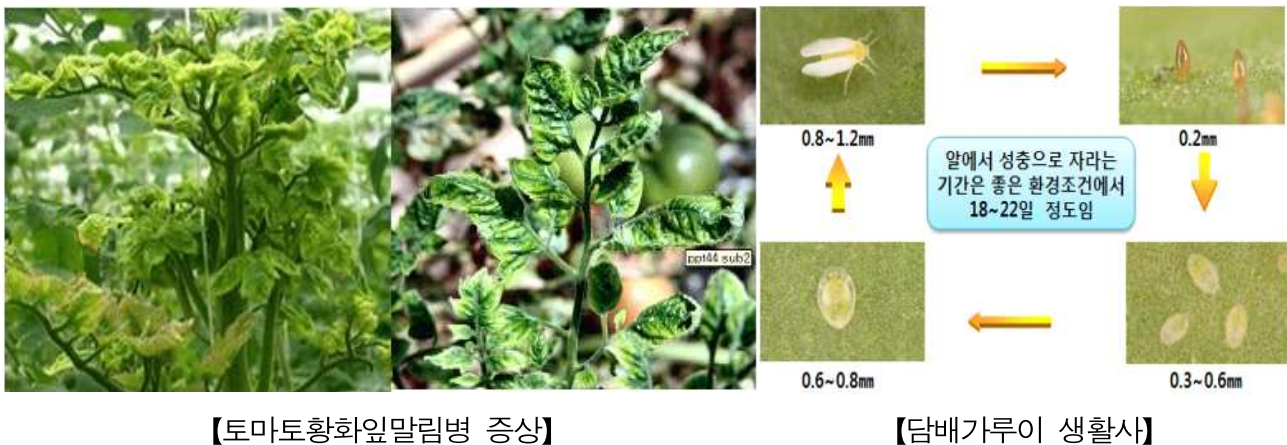 0.8~1.2㎜
0.2㎜
알에서 성충으로 자라는
기간은 좋은 환경조건에서
18~22일 정도임
ppt44 sub2
0.6~0.8㎜
0.3~0.6㎜
【토마토황화잎말림병 증상】
【담배가루이 생활사】